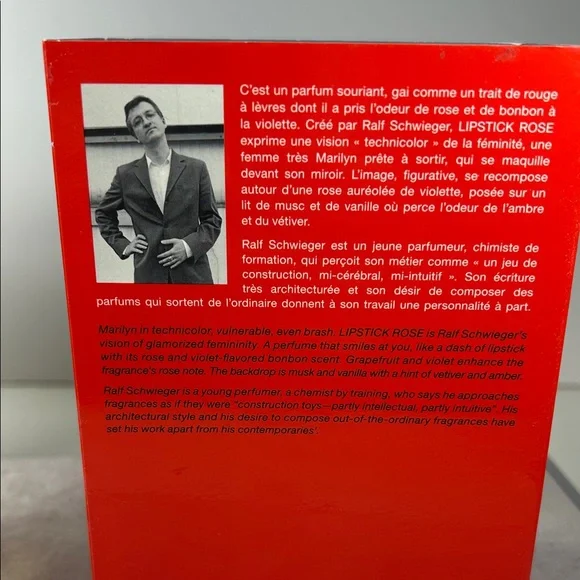 C'est un parfum souriant, gai comme un trait de rouge
à lèvres dont il a pris l'odeur de rose et de bonbon à
la violette. Créé par Ralf Schwieger, LIPSTICK ROSE
exprime une vision « technicolor » de la féminité, une
femme très Marilyn prête à sortir, qui se maquille
devant son miroir. L'image, figurative, se recompose
autour d'une rose auréolée de violette, posée sur un
lit de musc et de vanille où perce l'odeur de l'ambre
et du vétiver.
Ralf Schwieger est un jeune parfumeur, chimiste de
formation, qui perçoit son métier comme « un jeu de
construction, mi-cérébral, mi-intuitif ». Son écriture
très architecturée et son désir de composer des
parfums qui sortent de l'ordinaire donnent à son travail une personnalité à part.
Marilyn in technicolor, vulnerable, even brash. LIPSTICK ROSE is Ralf Schwieger's
vision of glamorized femininity. A perfume that smiles at you, like a dash of lipstick
with its rose and violet-flavored bonbon scent. Grapefruit and violet enhance the
fragrance's rose note. The backdrop is musk and vanilla with a hint of vetiver and amber.
Ralf Schwieger is a young perfumer, a chemist by training, who says he approaches
fragrances as if they were "construction toys--partly intellectual, partly intuitive". His
architectural style and his desire to compose out-of-the-ordinary fragrances have
set his work apart from his contemporaries'.